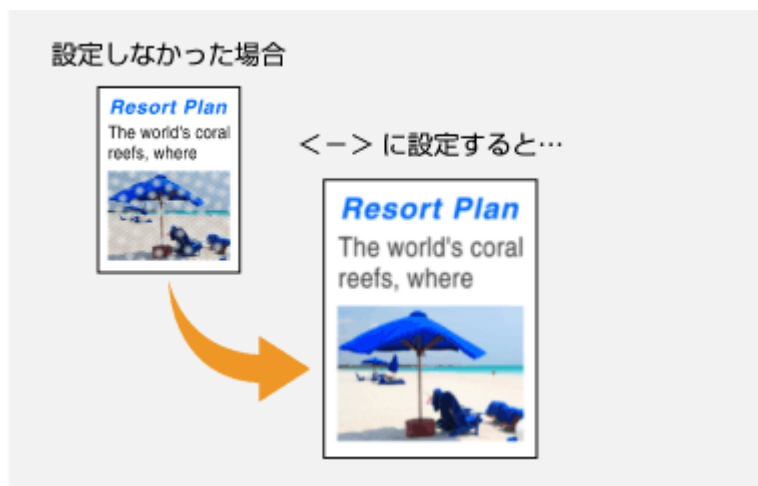 設定しなかった場合
Resort Plan
The world's coral
reefs, where
<->に設定すると…
Resort Plan
The world's coral
reefs, where